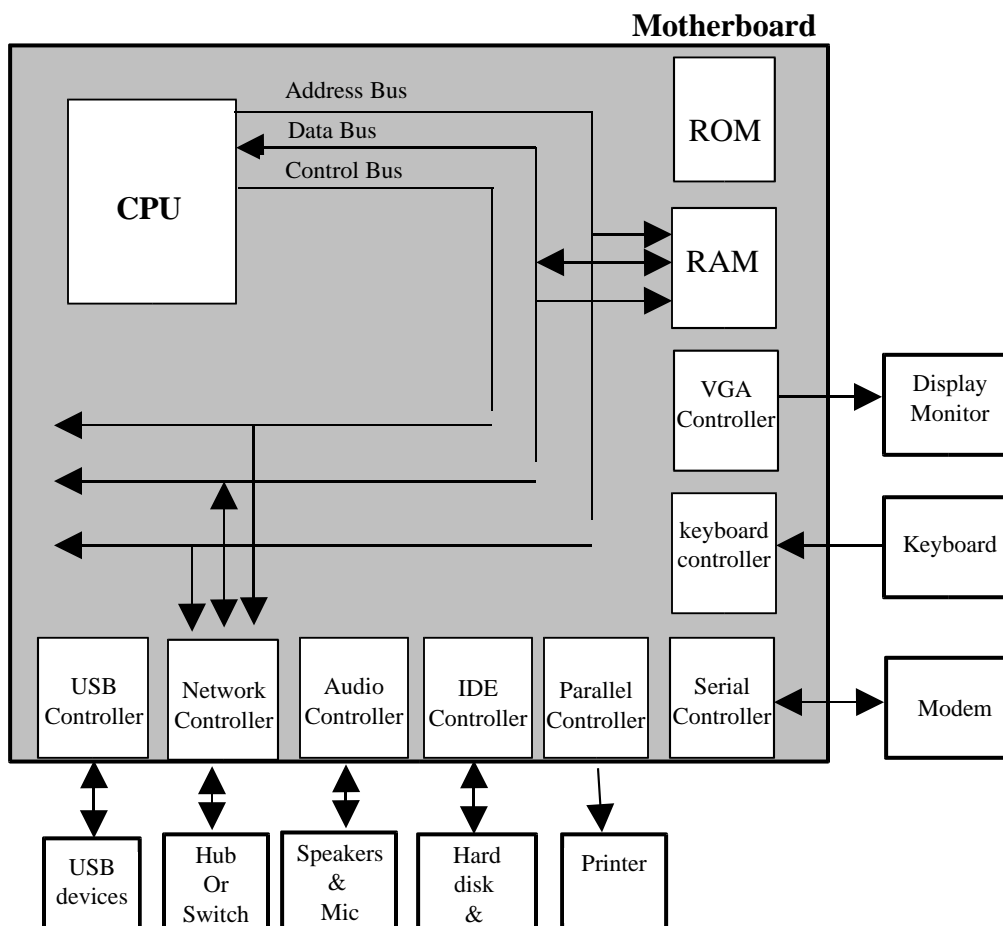 Motherboard
Address Bus
Data Bus
Control Bus
CPU
ROM
RAM
VGA
Controller
Display
Monitor
keyboard
controller
Keyboard
USB
Controller
Network
Controller
Audio
Controller
IDE
Controller
Parallel
Controller
Serial
Controller
Modem
USB
devices
Hub
Or
Switch
Speakers
&
Mic
Hard
disk
&
Printer